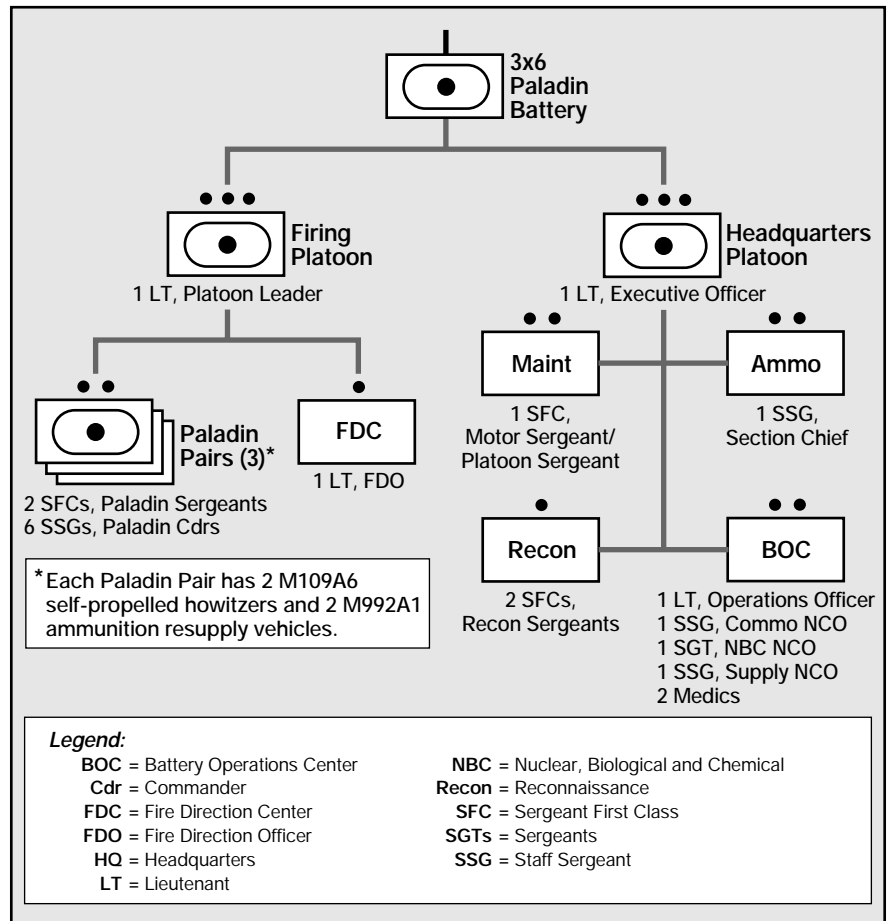 3x6
Paladin
Battery
Firing
Platoon
1 LT, Platoon Leader
Headquarters
Platoon
1 LT, Executive Officer
Paladin
Pairs (3)*
2 SFCs, Paladin Sergeants
6 SSGs, Paladin Cdrs
FDC
1 LT, FDO
Maint
1 SFC,
Motor Sergeant/
Platoon Sergeant
Ammo
1 SSG,
Section Chief
Recon
2 SFCs,
Recon Sergeants
BOC
1 LT, Operations Officer
1 SSG, Commo NCO
1 SGT, NBC NCO
1 SSG, Supply NCO
2 Medics
*Each Paladin Pair has 2 M109A6
self-propelled howitzers and 2 M992A1
ammunition resupply vehicles.
Legend:
BOC = Battery Operations Center
Cdr = Commander
FDC = Fire Direction Center
FDO = Fire Direction Officer
HQ = Headquarters
LT = Lieutenant
NBC = Nuclear, Biological and Chemical
Recon = Reconnaissance
SFC = Sergeant First Class
SGTs = Sergeants
SSG = Staff Sergeant